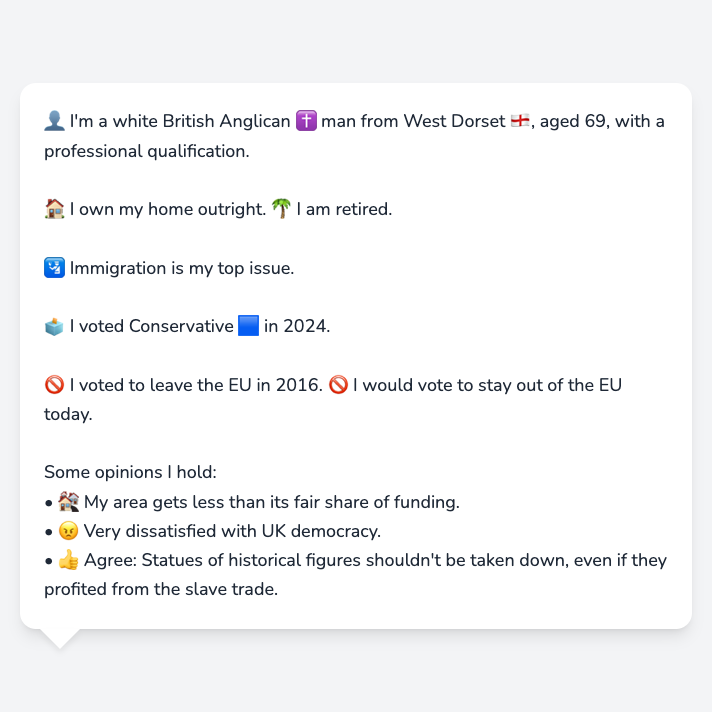 👤 I'm a white British Anglican ✝️ man from West Dorset 🏴󠁧󠁢󠁥󠁮󠁧󠁿, aged 69, with a
professional qualification.
🏠 I own my home outright. 🌴 I am retired.
🛂 Immigration is my top issue.
🗳️ I voted Conservative 🟦 in 2024.
🚫 I voted to leave the EU in 2016. 🚫 I would vote to stay out of the EU
today.
Some opinions I hold:
• 🏚️ My area gets less than its fair share of funding.
• 😠 Very dissatisfied with UK democracy.
• 👍 Agree: Statues of historical figures shouldn't be taken down, even if they
profited from the slave trade.